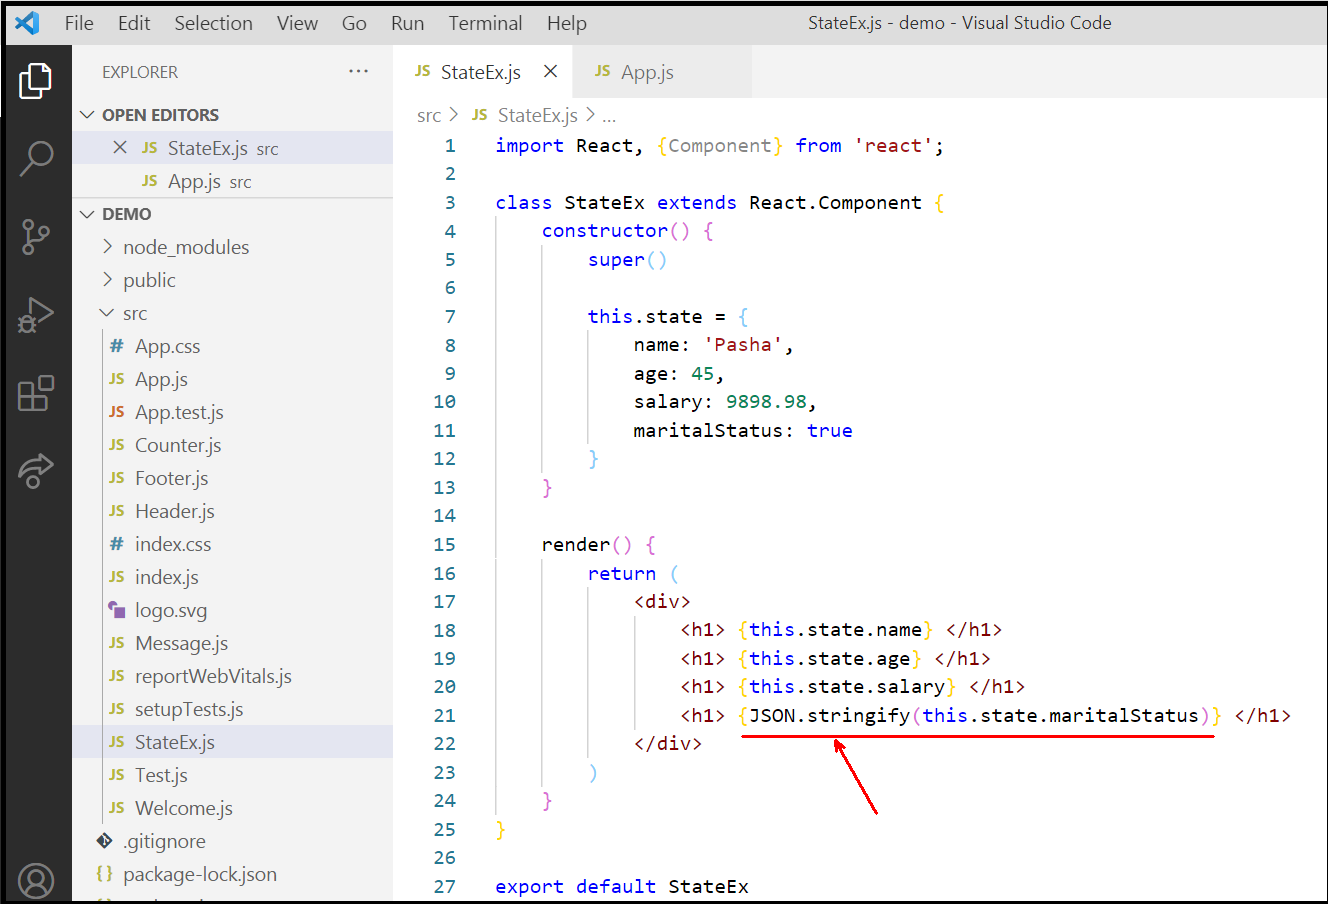 File Edit Selection View Go Run Terminal Help StateEx.js - demo - Visual Studio Code
EXPLORER ···
OPEN EDITORS
JS StateEx.js src
JS App.js src
DEMO
node_modules
public
src
# App.css
JS App.js
JS App.test.js
JS Counter.js
JS Footer.js
JS Header.js
# index.css
JS index.js
logo.svg
JS Message.js
JS reportWebVitals.js
JS setupTests.js
JS StateEx.js
JS Test.js
JS Welcome.js
.gitignore
{} package-lock.json
JS StateEx.js JS App.js
src > JS StateEx.js > ...
1 import React, {Component} from 'react';
2
3 class StateEx extends React.Component {
4 constructor() {
5 super()
6
7 this.state = {
8 name: 'Pasha',
9 age: 45,
10 salary: 9898.98,
11 maritalStatus: true
12 }
13 }
14
15 render() {
16 return (
17 <div>
18 <h1> {this.state.name} </h1>
19 <h1> {this.state.age} </h1>
20 <h1> {this.state.salary} </h1>
21 <h1> {JSON.stringify(this.state.maritalStatus)} </h1>
22 </div>
23 )
24 }
25 }
26
27 export default StateEx